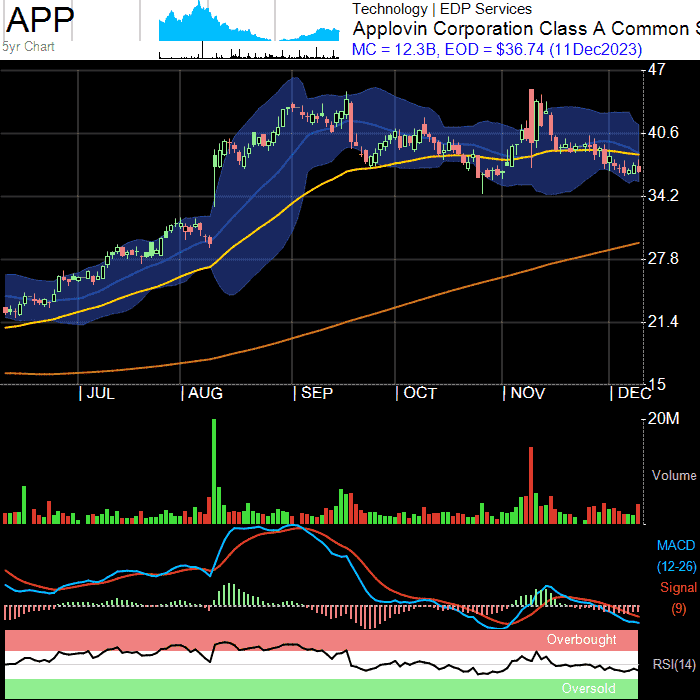 APP
5yr Chart
Technology | EDP Services
Applovin Corporation Class A Common S
MC = 12.3B, EOD = $36.74 (11Dec2023)
47
40.6
34.2
27.8
21.4
15
| JUL | AUG | SEP | OCT | NOV | DEC
20M
Volume
MACD
(12-26)
Signal
(9)
Overbought
RSI(14)
Oversold